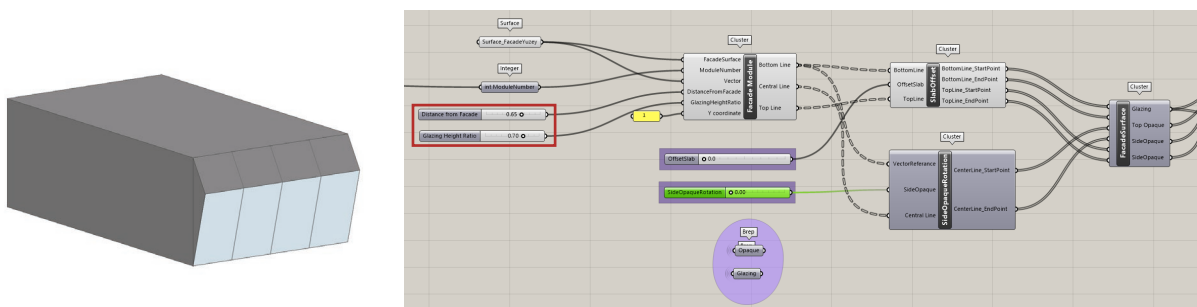 Surface
Surface_FacadeYuzey
Integer
int ModuleNumber
Distance from Facade 0.65
Glazing Height Ratio 0.70
Cluster
FacadeSurface
ModuleNumber
Vector
DistanceFromFacade
GlazingHeightRatio
Y coordinate
Facade Module
Bottom Line
Central Line
Top Line
1
OffsetSlab 0.0
SideOpaqueRotation 0.00
Brep
Opaque
Glazing
Cluster
BottomLine
OffsetSlab
TopLine
SlabOffset
BottomLine_StartPoint
BottomLine_EndPoint
TopLine_StartPoint
TopLine_EndPoint
Cluster
VectorReferance
SideOpaque
Central Line
SideOpaqueRotation
CenterLine_StartPoint
CenterLine_EndPoint
Cluster
FacadeSurface
Glazing
Top Opaque
SideOpaque
SideOpaque